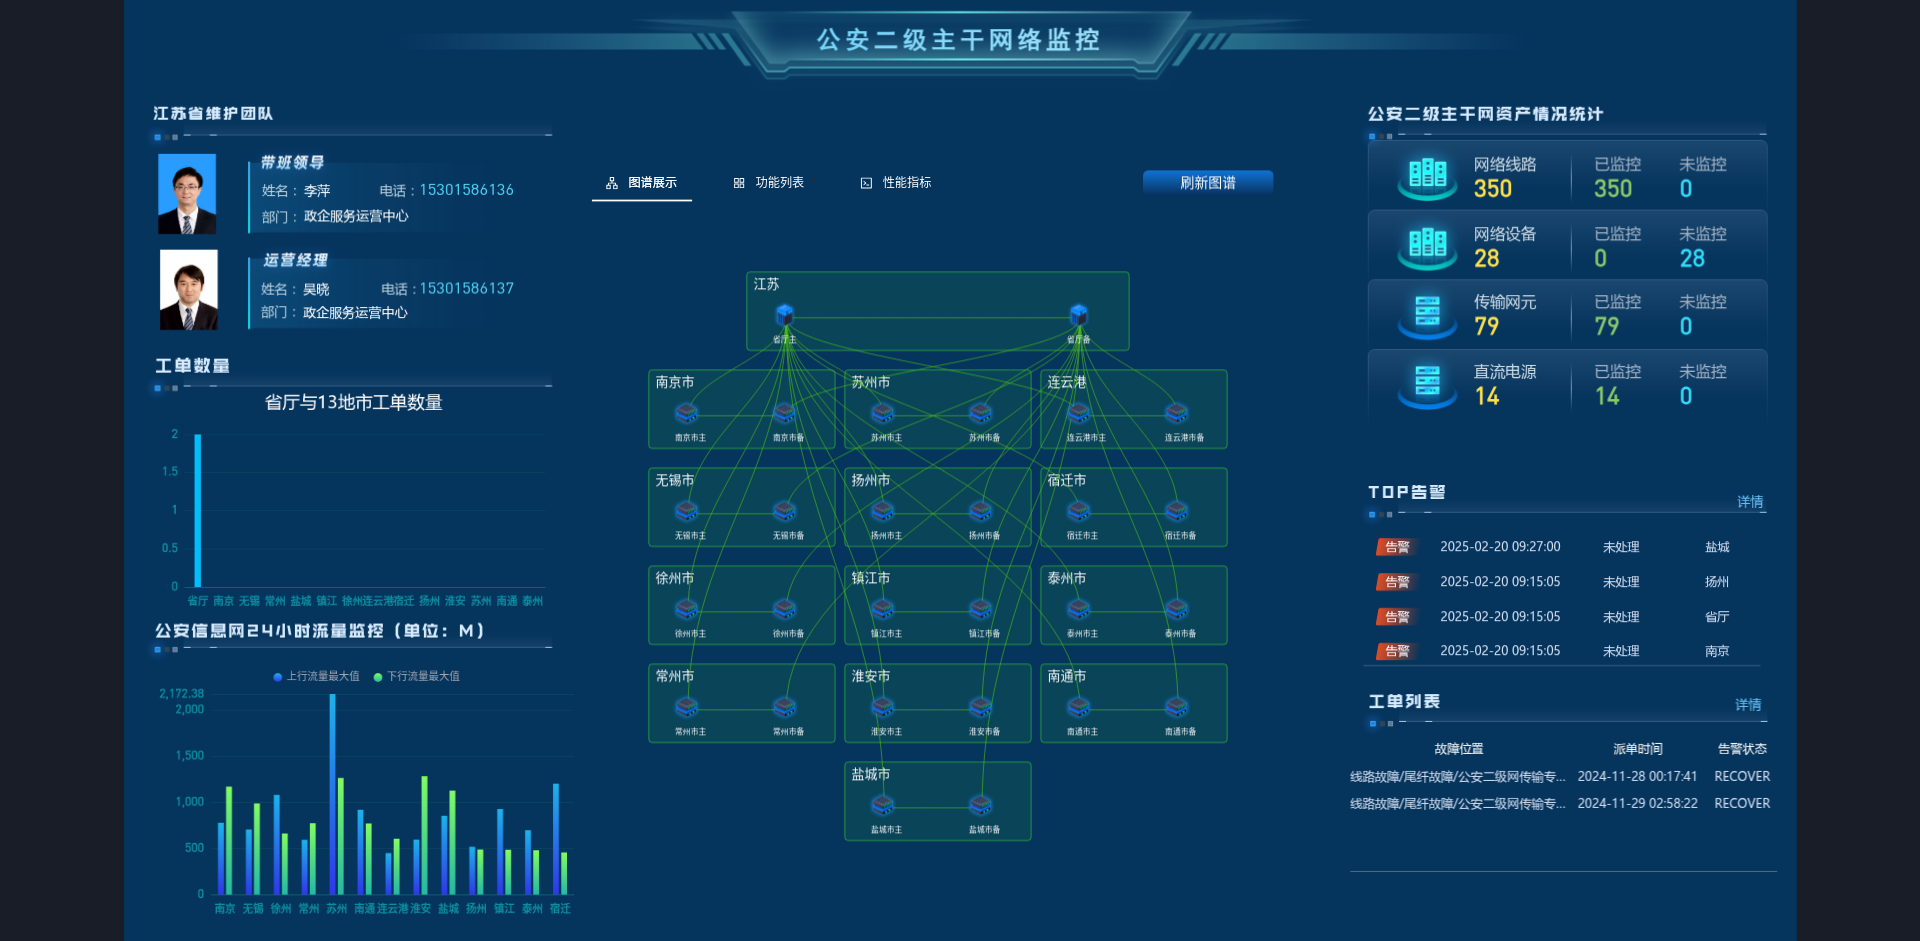 公安二级主干网络监控
江苏省维护团队
带班领导
姓名：李萍 电话：15301586136
部门：政企服务运营中心
运营经理
姓名：吴晓 电话：15301586137
部门：政企服务运营中心
工单数量
省厅与13地市工单数量
2
1.5
1
0.5
0
省厅 南京 无锡 常州 盐城 镇江 徐州 连云港 宿迁 扬州 淮安 苏州 南通 泰州
公安信息网24小时流量监控（单位：M）
上行流量最大值 下行流量最大值
2,172.38
2,000
1,500
1,000
500
0
南京 无锡 徐州 常州 苏州 南通 连云港 淮安 盐城 扬州 镇江 泰州 宿迁
图谱展示 功能列表 性能指标 刷新图谱
江苏
省厅主 省厅备
南京市 苏州市 连云港
南京市主 南京市备 苏州市主 苏州市备 连云港市主 连云港市备
无锡市 扬州市 宿迁市
无锡市主 无锡市备 扬州市主 扬州市备 宿迁市主 宿迁市备
徐州市 镇江市 泰州市
徐州市主 徐州市备 镇江市主 镇江市备 泰州市主 泰州市备
常州市 淮安市 南通市
常州市主 常州市备 淮安市主 淮安市备 南通市主 南通市备
盐城市
盐城市主 盐城市备
公安二级主干网资产情况统计
网络线路 已监控 未监控
350 350 0
网络设备 已监控 未监控
28 0 28
传输网元 已监控 未监控
79 79 0
直流电源 已监控 未监控
14 14 0
TOP告警
详情
告警 2025-02-20 09:27:00 未处理 盐城
告警 2025-02-20 09:15:05 未处理 扬州
告警 2025-02-20 09:15:05 未处理 省厅
告警 2025-02-20 09:15:05 未处理 南京
工单列表
详情
故障位置 派单时间 告警状态
线路故障/尾纤故障/公安二级网传输专... 2024-11-28 00:17:41 RECOVER
线路故障/尾纤故障/公安二级网传输专... 2024-11-29 02:58:22 RECOVER